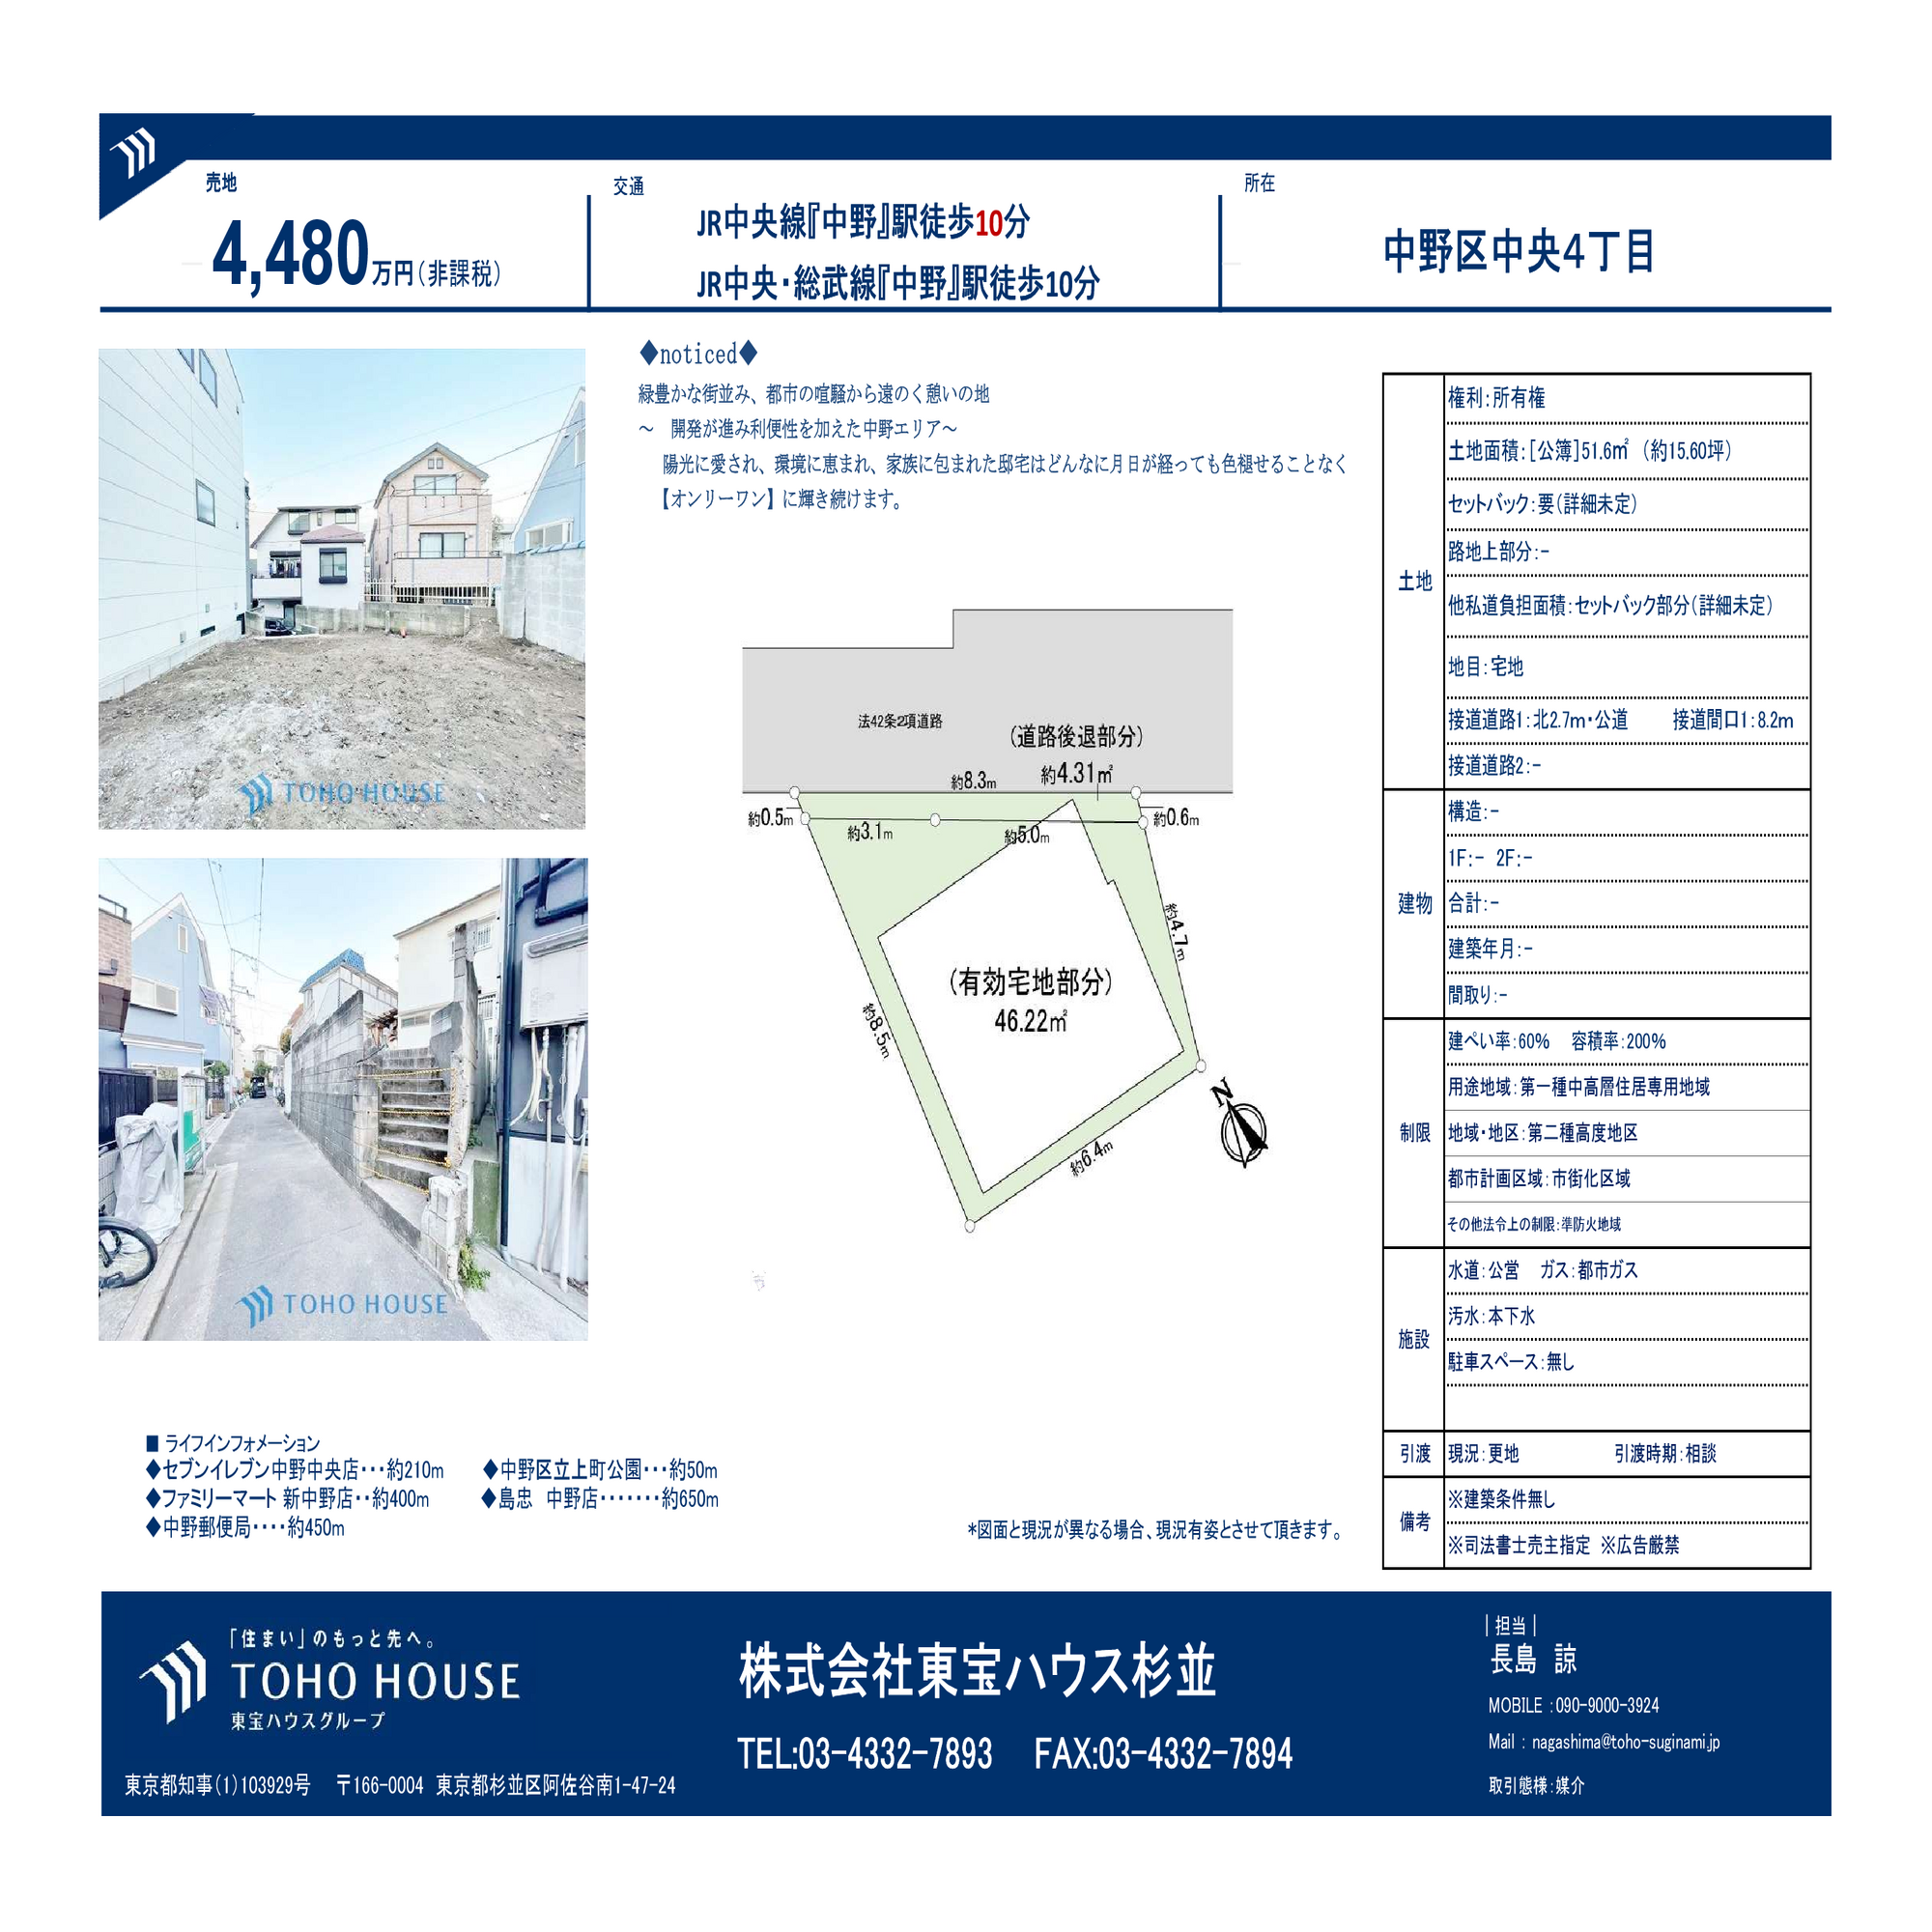 売地
4,480万円(非課税)
交通
JR中央線『中野』駅徒歩10分
JR中央・総武線『中野』駅徒歩10分
所在
中野区中央4丁目
◆noticed◆
緑豊かな街並み、都市の喧騒から遠のく憩いの地
～ 開発が進み利便性を加えた中野エリア～
陽光に愛され、環境に恵まれ、家族に包まれた邸宅はどんなに月日が経っても色褪せることなく
【オンリーワン】に輝き続けます。
TOHO HOUSE
TOHO HOUSE
法42条2項道路
(道路後退部分)
約4.31㎡
約8.3m
約0.5m
約3.1m
約5.0m
約0.6m
約4.7m
(有効宅地部分)
46.22㎡
約8.5m
約6.4m
N
土地
権利:所有権
土地面積:[公簿]51.6㎡ (約15.60坪)
セットバック:要(詳細未定)
路地上部分:-
他私道負担面積:セットバック部分(詳細未定)
地目:宅地
接道道路1:北2.7m・公道 接道間口1:8.2m
接道道路2:-
建物
構造:-
1F:- 2F:-
合計:-
建築年月:-
間取り:-
制限
建ぺい率:60% 容積率:200%
用途地域:第一種中高層住居専用地域
地域・地区:第二種高度地区
都市計画区域:市街化区域
その他法令上の制限:準防火地域
施設
水道:公営 ガス:都市ガス
汚水:本下水
駐車スペース:無し
引渡
現況:更地 引渡時期:相談
備考
※建築条件無し
※司法書士売主指定 ※広告厳禁
■ ライフインフォメーション
◆セブンイレブン中野中央店・・・約210m ◆中野区立上町公園・・・約50m
◆ファミリーマート 新中野店・・約400m ◆島忠 中野店・・・・・・・約650m
◆中野郵便局・・・・約450m
*図面と現況が異なる場合、現況有姿とさせて頂きます。
「住まい」のもっと先へ。
TOHO HOUSE
東宝ハウスグループ
東京都知事(1)103929号 〒166-0004 東京都杉並区阿佐谷南1-47-24
株式会社東宝ハウス杉並
TEL:03-4332-7893 FAX:03-4332-7894
|担当|
長島 諒
MOBILE :090-9000-3924
Mail : nagashima@toho-suginami.jp
取引態様:媒介